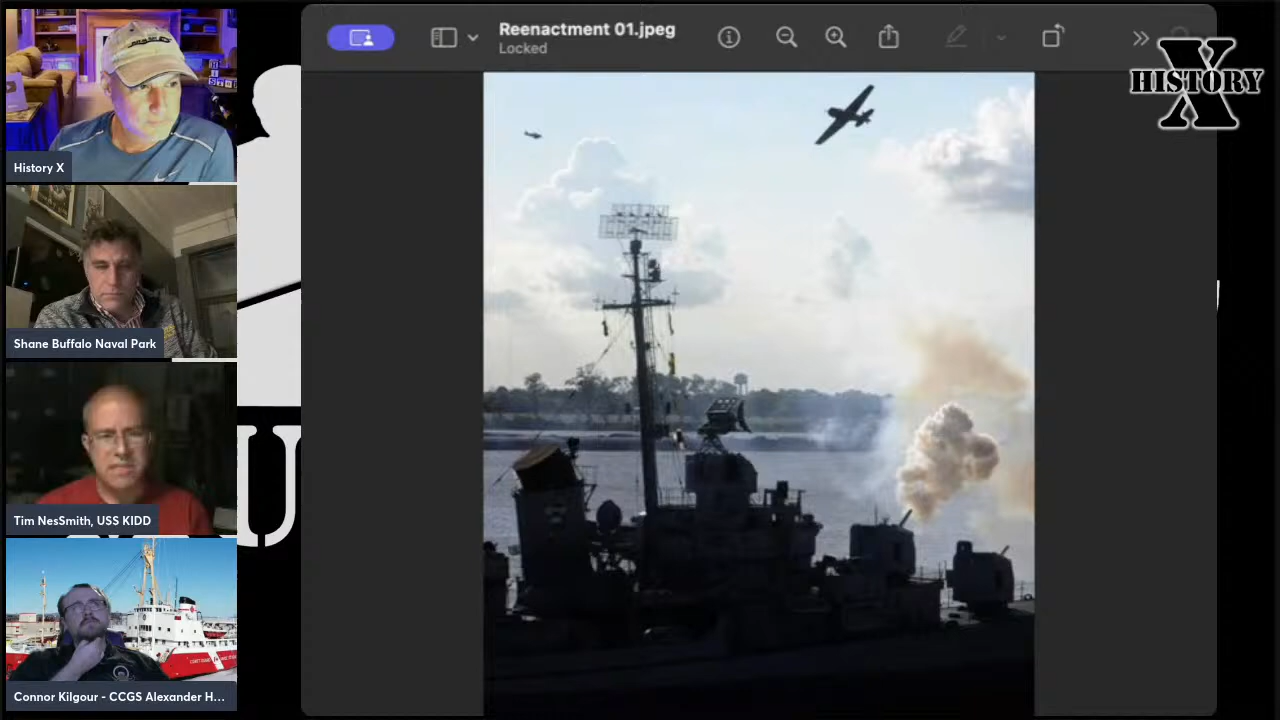 Reenactment 01.jpeg
Locked
HISTORY
X
History X
Shane Buffalo Naval Park
Tim NesSmith, USS KIDD
Connor Kilgour - CCGS Alexander H...
U